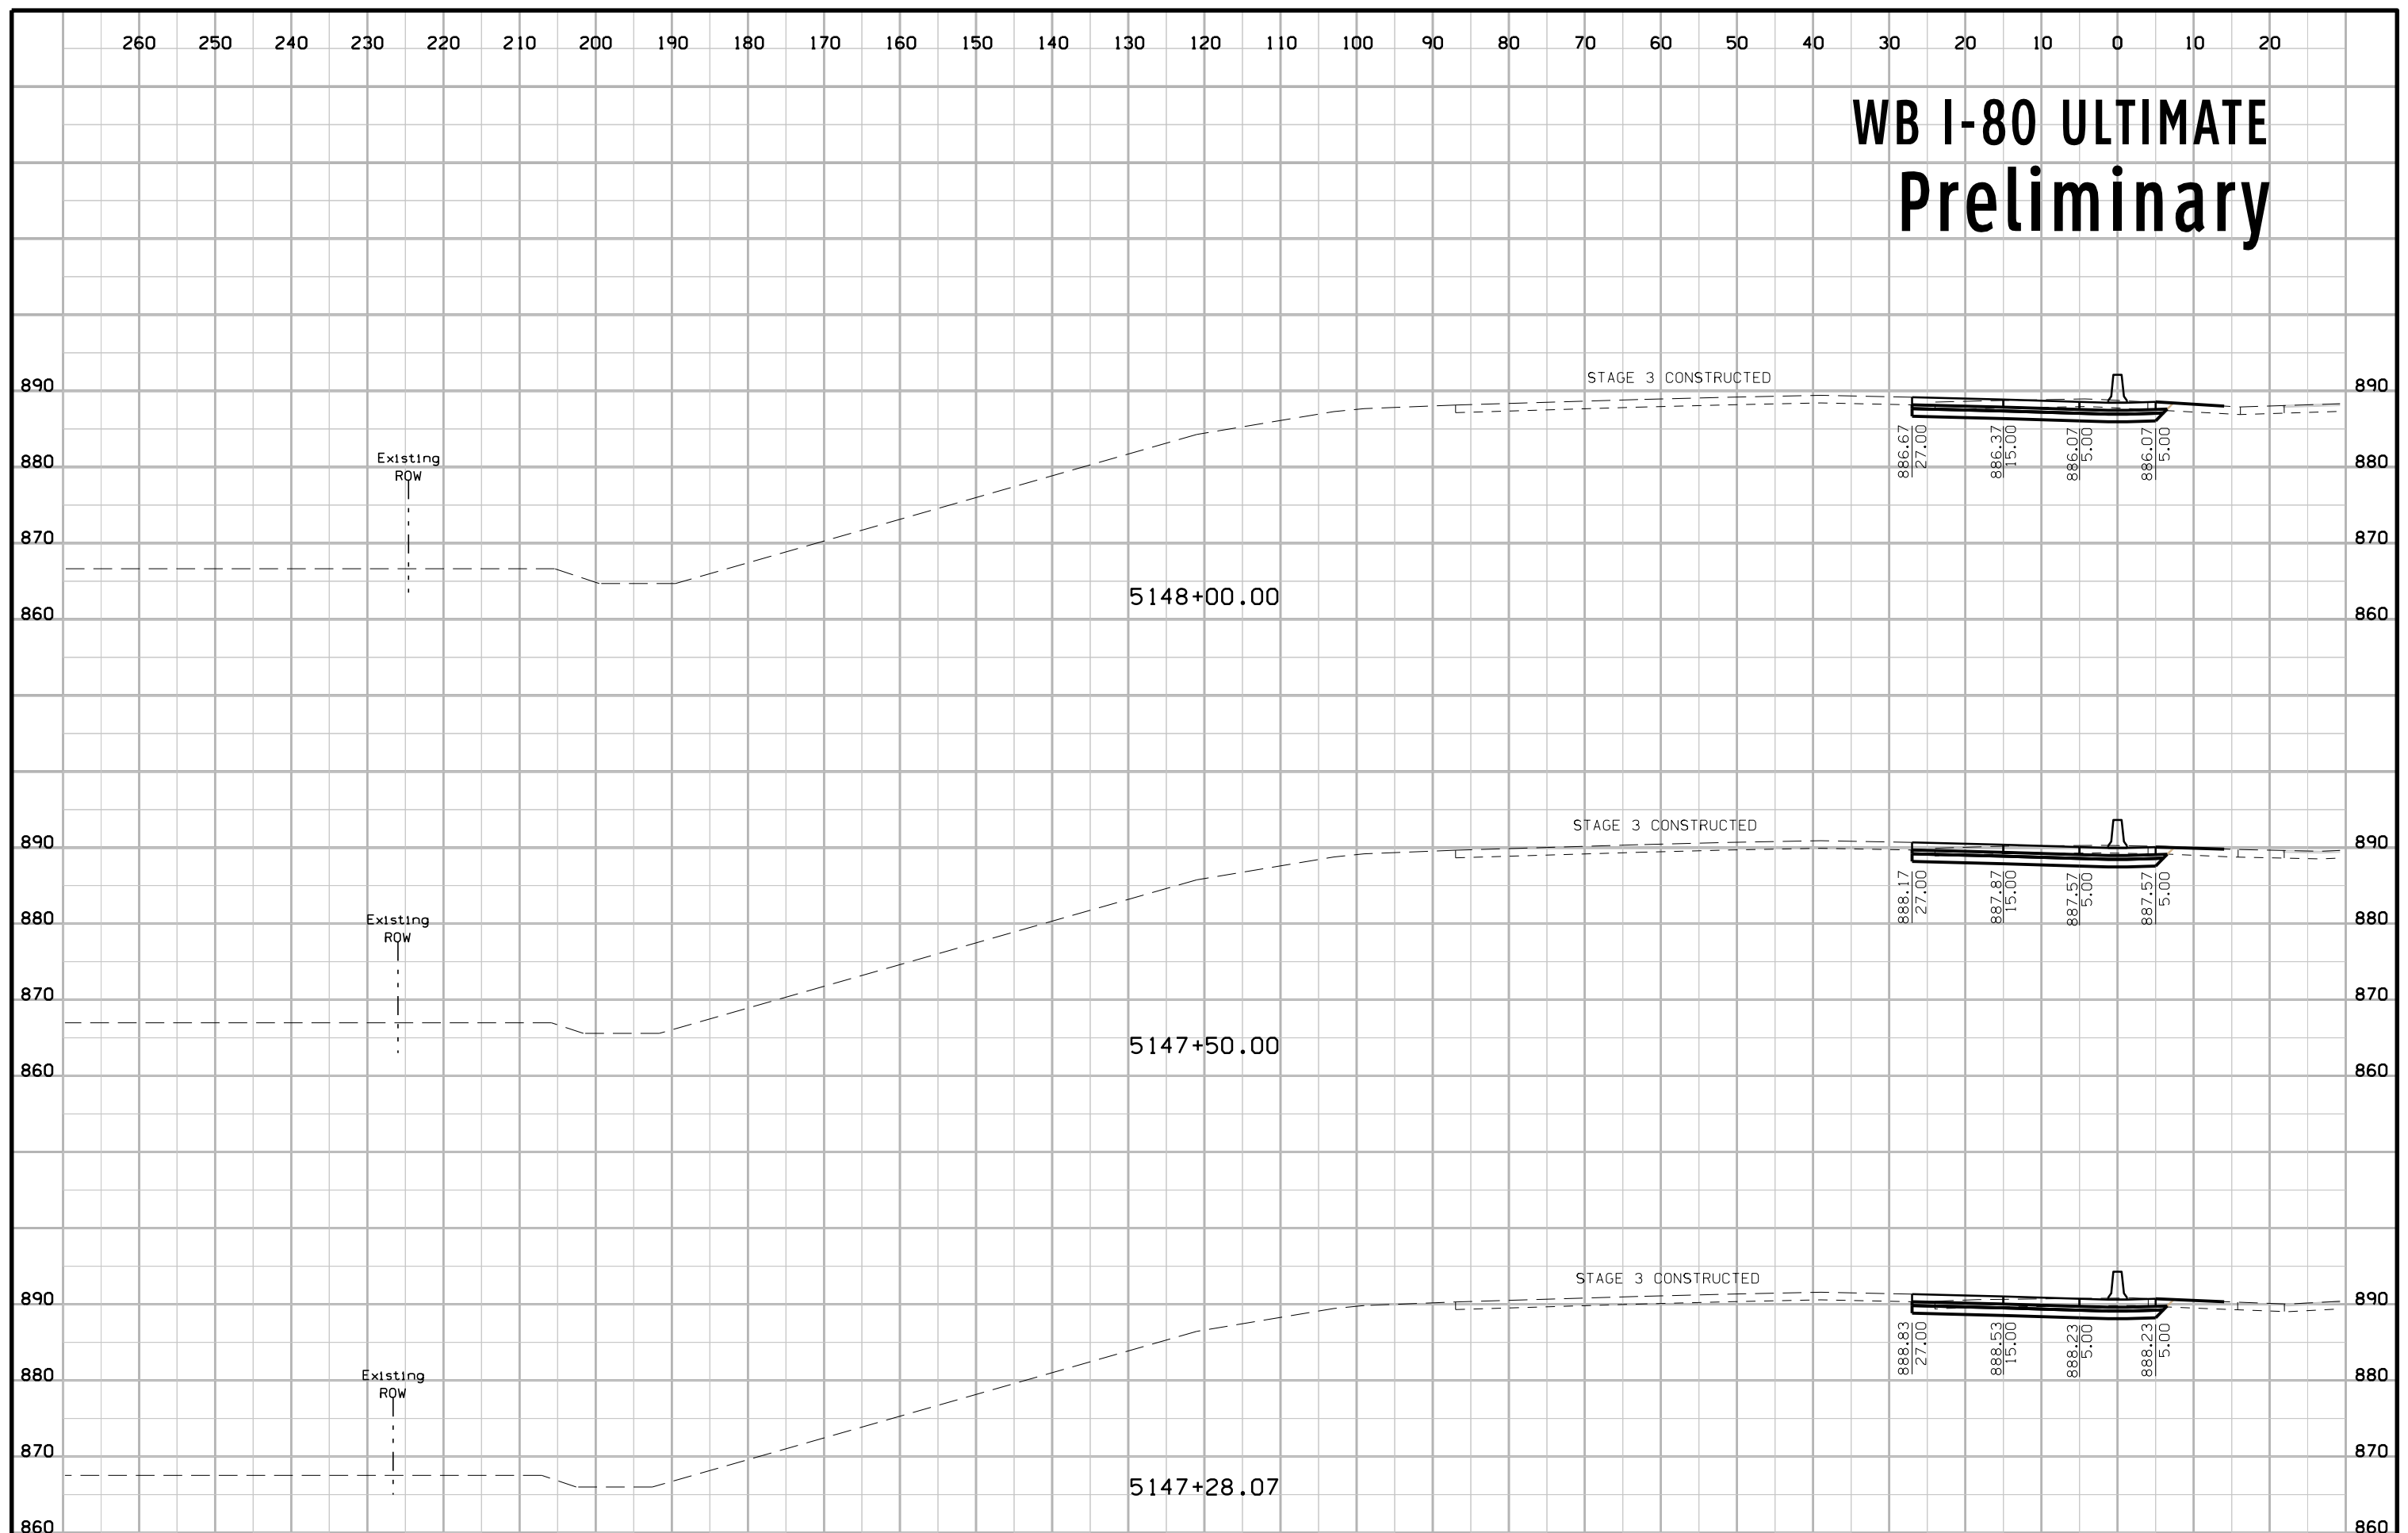 260 250 240 230 220 210 200 190 180 170 160 150 140 130 120 110 100 90 80 70 60 50 40 30 20 10 0 10 20
WB I-80 ULTIMATE
Preliminary
STAGE 3 CONSTRUCTED
890 890
886.67 27.00 886.37 15.00 886.07 5.00 886.07 5.00
Existing
ROW
880 880
870 870
5148+00.00
860 860
STAGE 3 CONSTRUCTED
890 890
888.17 27.00 887.87 15.00 887.57 5.00 887.57 5.00
Existing
ROW
880 880
870 870
5147+50.00
860 860
STAGE 3 CONSTRUCTED
890 890
888.83 27.00 888.53 15.00 888.23 5.00 888.23 5.00
Existing
ROW
880 880
870 870
5147+28.07
860 860